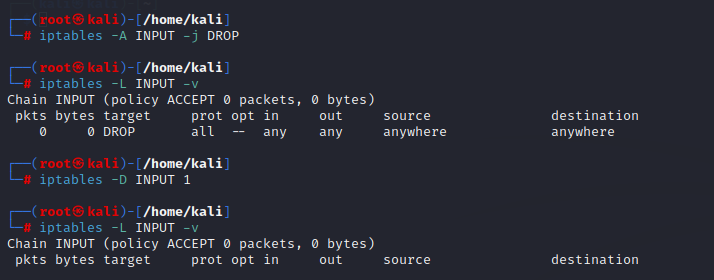 ┌──(root㉿kali)-[/home/kali]
└─# iptables -A INPUT -j DROP
┌──(root㉿kali)-[/home/kali]
└─# iptables -L INPUT -v
Chain INPUT (policy ACCEPT 0 packets, 0 bytes)
 pkts bytes target     prot opt in     out     source               destination
    0     0 DROP       all  --  any    any     anywhere             anywhere
┌──(root㉿kali)-[/home/kali]
└─# iptables -D INPUT 1
┌──(root㉿kali)-[/home/kali]
└─# iptables -L INPUT -v
Chain INPUT (policy ACCEPT 0 packets, 0 bytes)
 pkts bytes target     prot opt in     out     source               destination